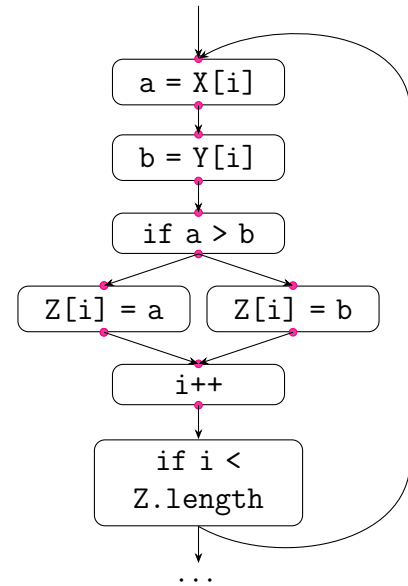 a = X[i]
b = Y[i]
if a > b
Z[i] = a
Z[i] = b
i++
if i <
Z.length
...